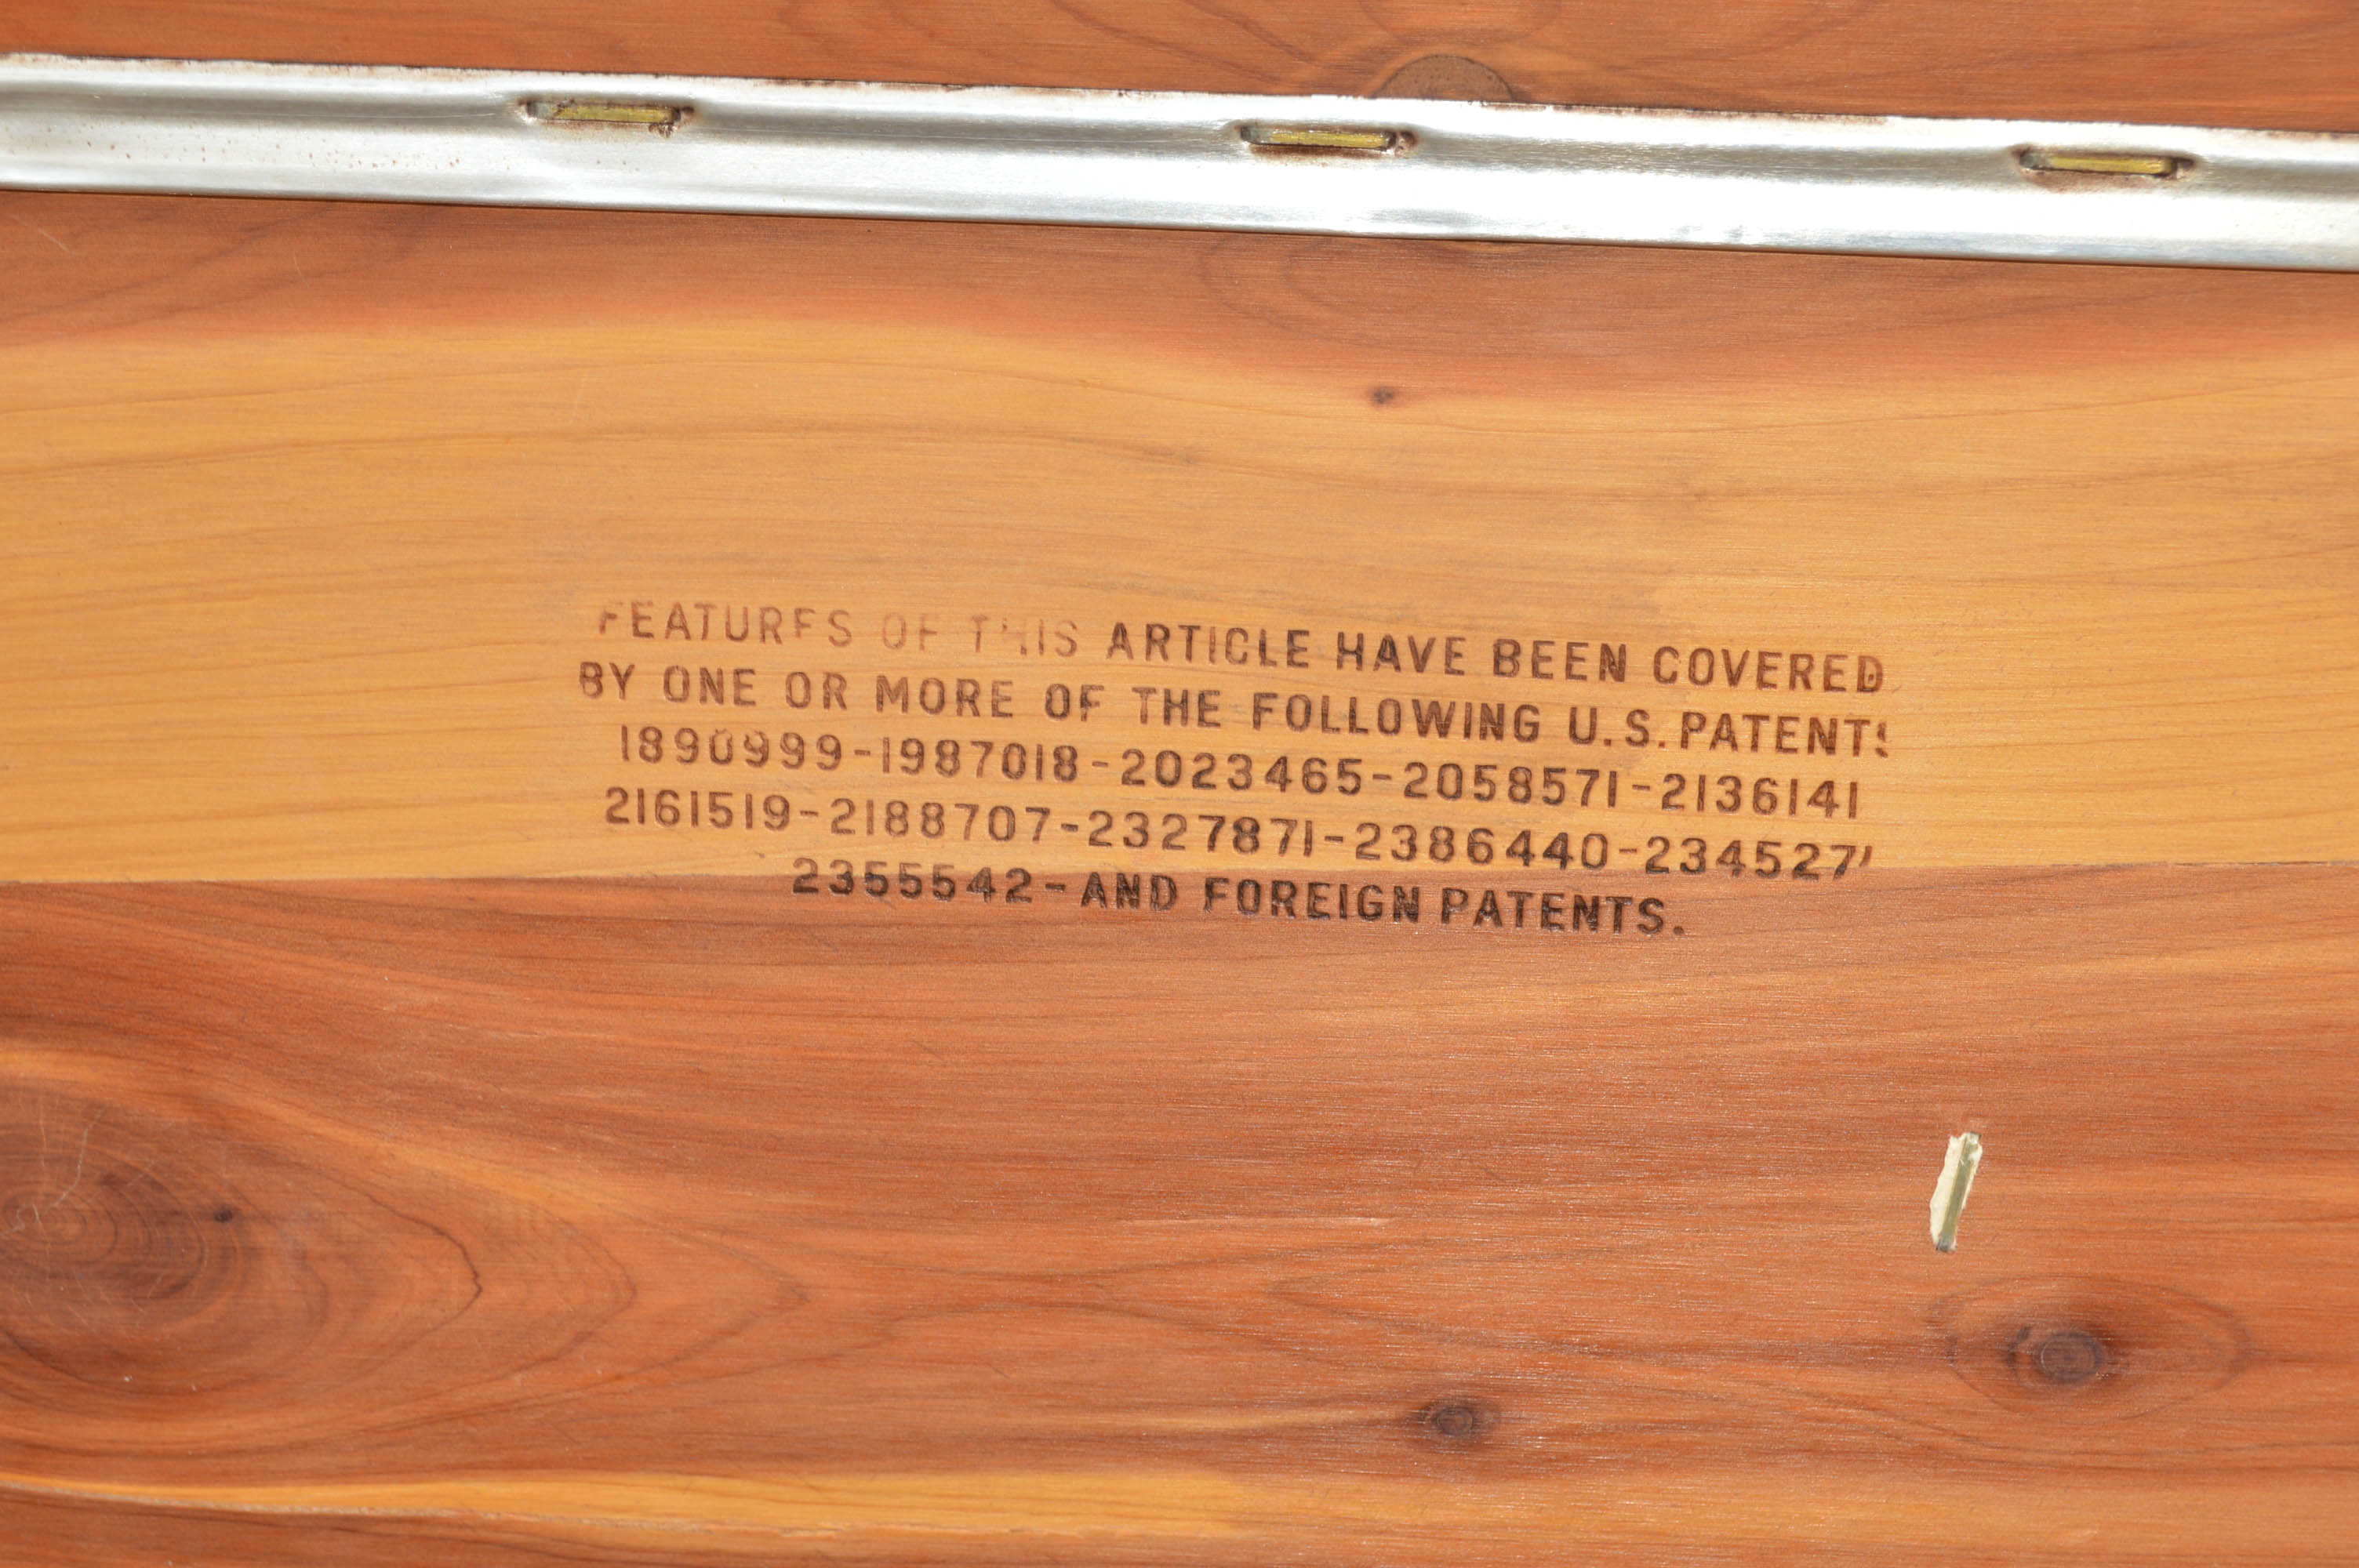 FEATURES OF THIS ARTICLE HAVE BEEN COVERED
BY ONE OR MORE OF THE FOLLOWING U.S. PATENTS
1890999-1987018-2023465-2058571-2136141
2161519-2188707-2327871-2386440-2345271
2355542-AND FOREIGN PATENTS.